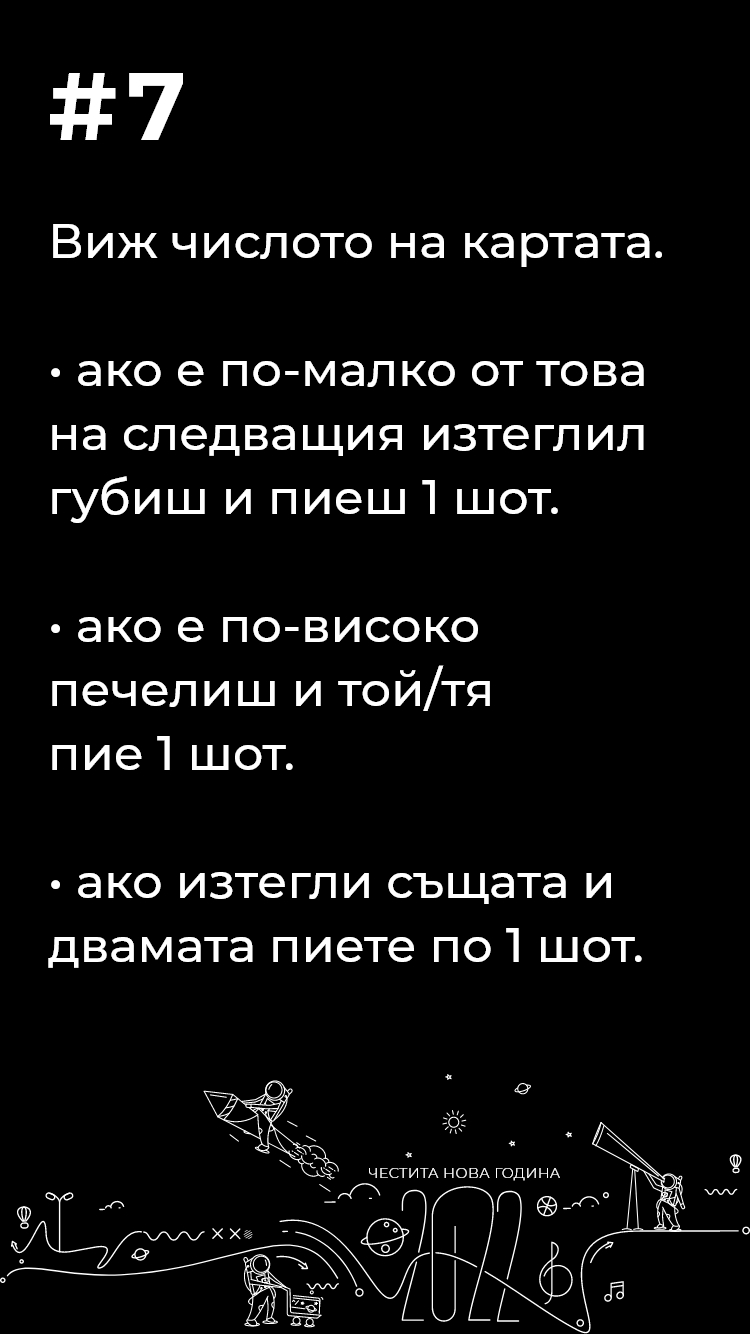 #7
Виж числото на картата.
• ако е по-малко от това
на следващия изтеглил
губиш и пиеш 1 шот.
• ако е по-високо
печелиш и той/тя
пие 1 шот.
• ако изтегли същата и
двамата пиете по 1 шот.
ЧЕСТИТА НОВА ГОДИНА
2022